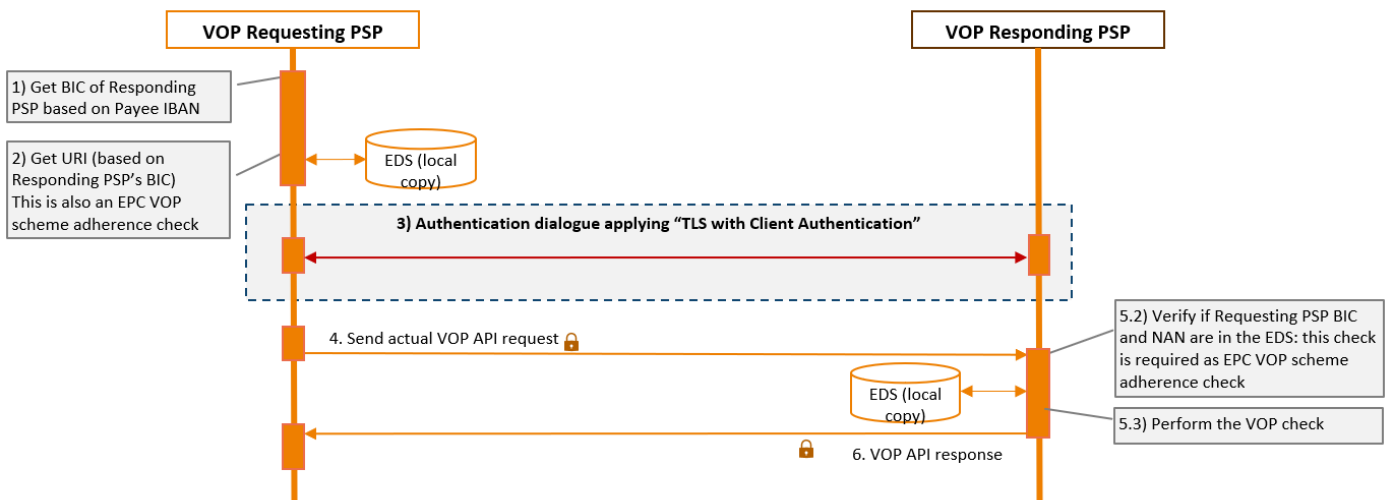 VOP Requesting PSP
VOP Responding PSP
1) Get BIC of Responding
PSP based on Payee IBAN
2) Get URI (based on
Responding PSP’s BIC)
This is also an EPC VOP
scheme adherence check
EDS (local
copy)
3) Authentication dialogue applying “TLS with Client Authentication”
4. Send actual VOP API request
5.2) Verify if Requesting PSP BIC
and NAN are in the EDS: this check
is required as EPC VOP scheme
adherence check
EDS (local
copy)
5.3) Perform the VOP check
6. VOP API response